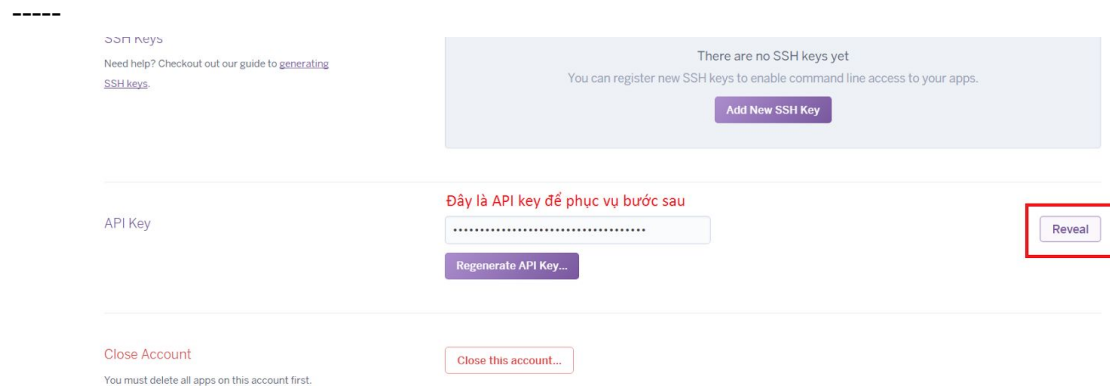 -----
SSH Keys
Need help? Checkout out our guide to generating
SSH keys.
There are no SSH keys yet
You can register new SSH keys to enable command line access to your apps.
Add New SSH Key
API Key
Đây là API key để phục vụ bước sau
••••••••••••••••••••••••••••••••••••
Reveal
Regenerate API Key...
Close Account
You must delete all apps on this account first.
Close this account...